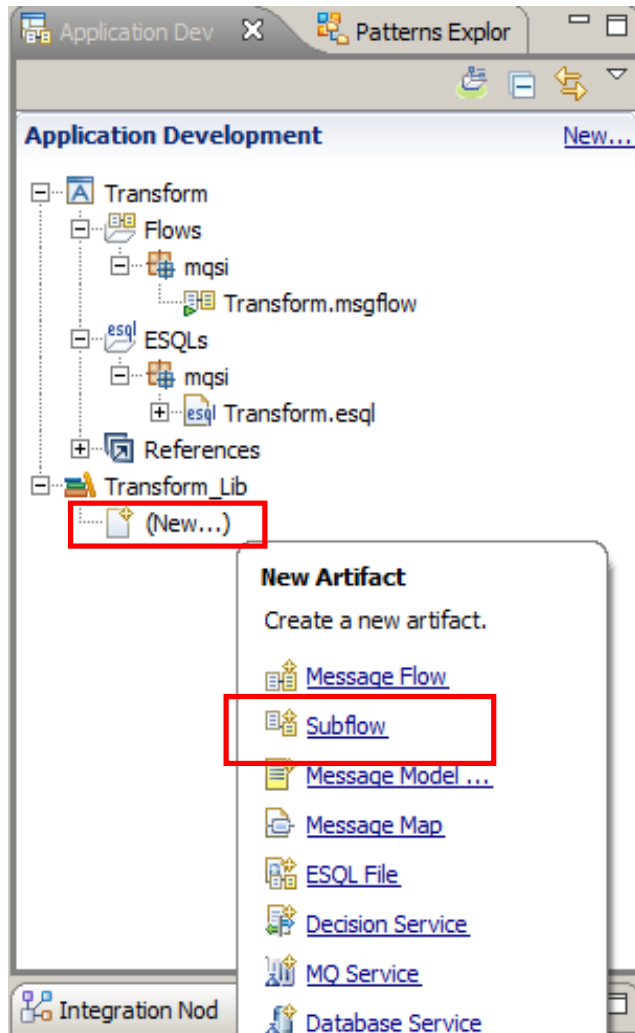 Application Dev
Patterns Explor
Application Development
New...
Transform
Flows
mqsi
Transform.msgflow
esql
ESQLs
mqsi
esql
Transform.esql
References
Transform_Lib
(New...)
New Artifact
Create a new artifact.
Message Flow
Subflow
Message Model ...
Message Map
ESQL File
Decision Service
MQ Service
Integration Nod
Database Service